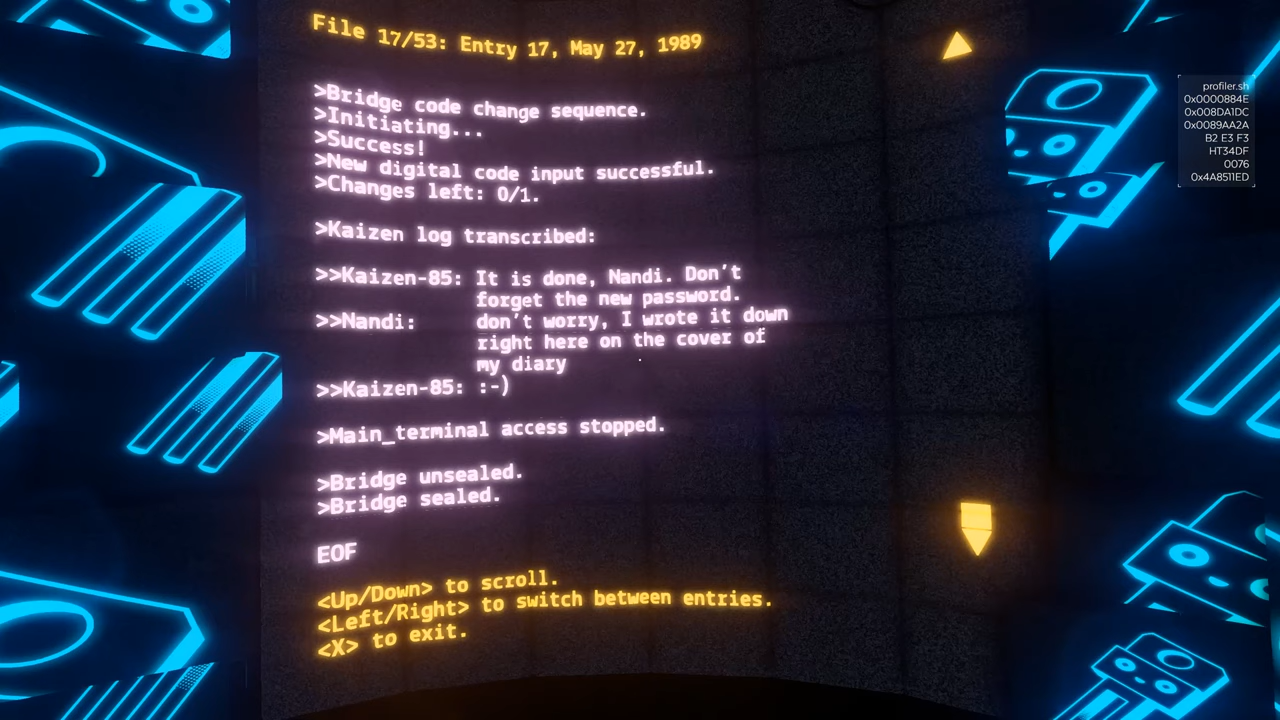 File 17/53: Entry 17, May 27, 1989
>Bridge code change sequence.
>Initiating...
>Success!
>New digital code input successful.
>Changes left: 0/1.
>Kaizen log transcribed:
>>Kaizen-85: It is done, Nandi. Don't
forget the new password.
>>Nandi: don't worry, I wrote it down
right here on the cover of
my diary
>>Kaizen-85: :-)
>Main_terminal access stopped.
>Bridge unsealed.
>Bridge sealed.
EOF
<Up/Down> to scroll.
<Left/Right> to switch between entries.
<X> to exit.
profiler.sh
0x0000884E
0x008DA1DC
0x0089AA2A
B2 E3 F3
HT34DF
0076
0x4A8511ED